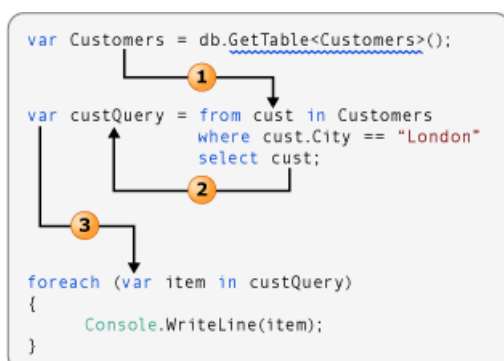 var Customers = db.GetTable<Customers>();
1
var custQuery = from cust in Customers
where cust.City == “London”
select cust;
2
3
foreach (var item in custQuery)
{
Console.WriteLine(item);
}